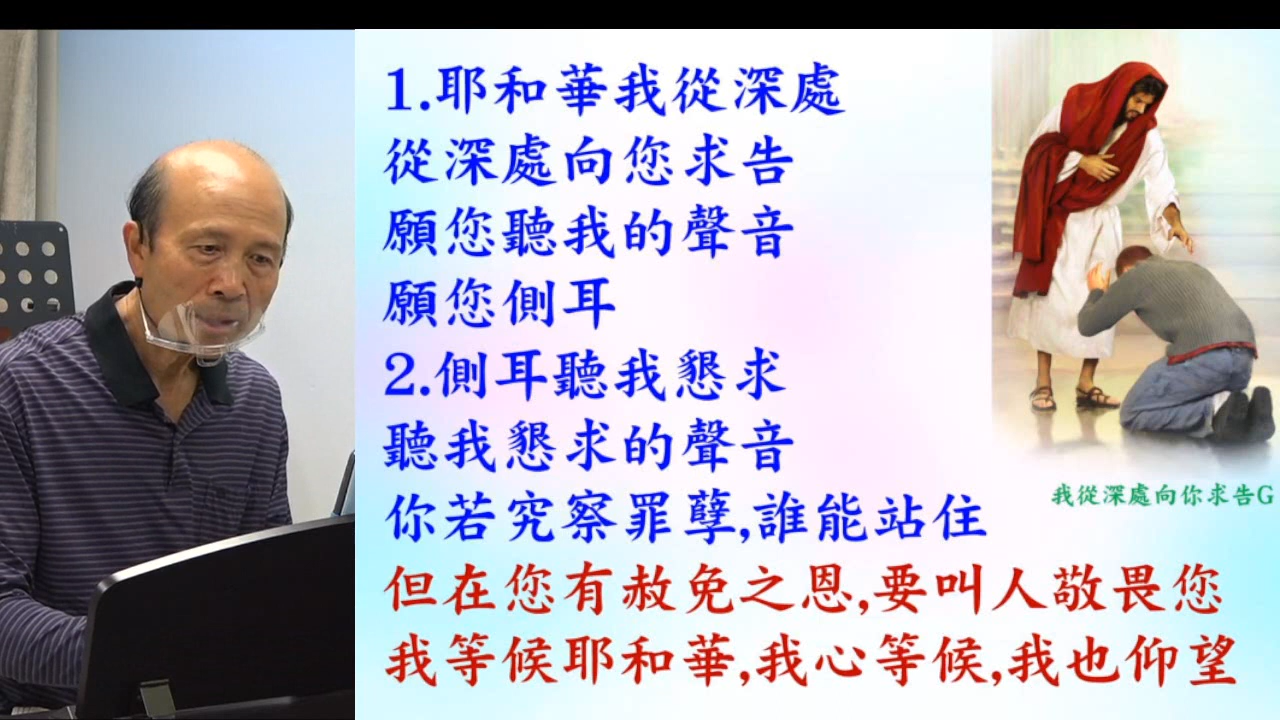 1.耶和華我從深處
從深處向您求告
願您聽我的聲音
願您側耳
2.側耳聽我懇求
聽我懇求的聲音
你若究察罪孽,誰能站住
但在您有赦免之恩,要叫人敬畏您
我等候耶和華,我心等候,我也仰望
我從深處向你求告G